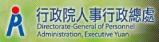 行政院人事行政總處
Directorate-General of Personnel
Administration, Executive Yuan